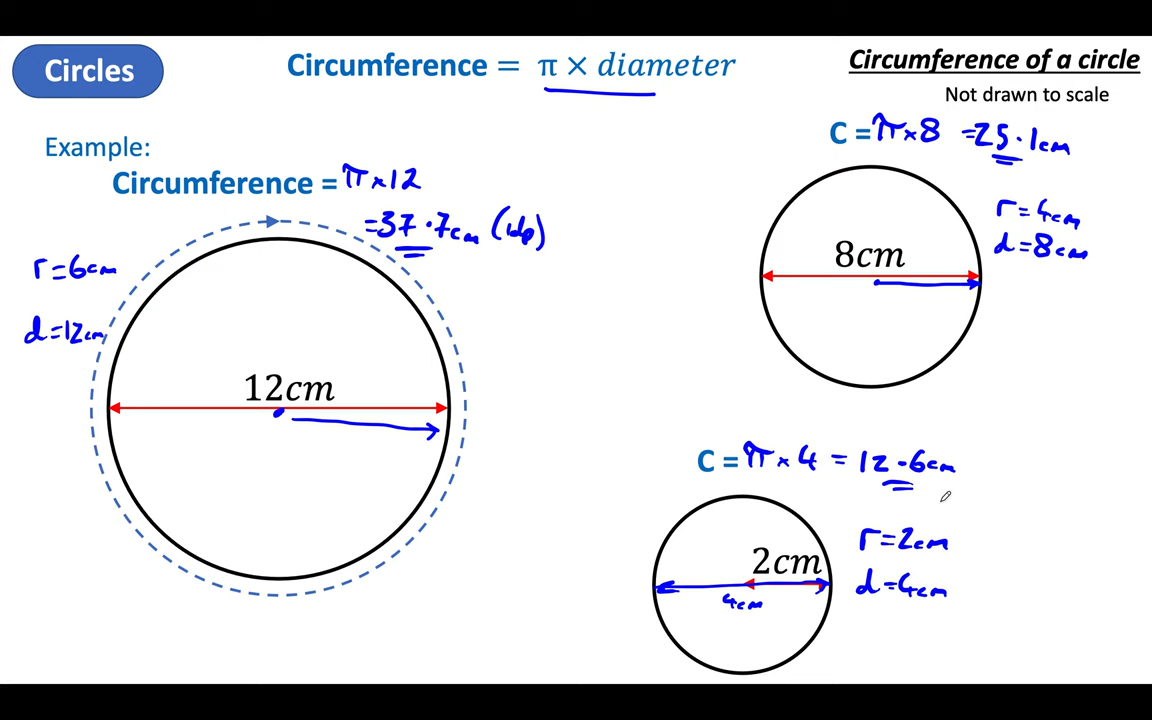 Circles
Circumference = π × diameter
Circumference of a circle
Not drawn to scale
Example:
Circumference = π×12
=37·7cm (1dp)
r=6cm
d=12cm
12cm
C = π×8 =25·1cm
r=4cm
d=8cm
8cm
C = π×4 = 12·6cm
r=2cm
d=4cm
2cm
4cm